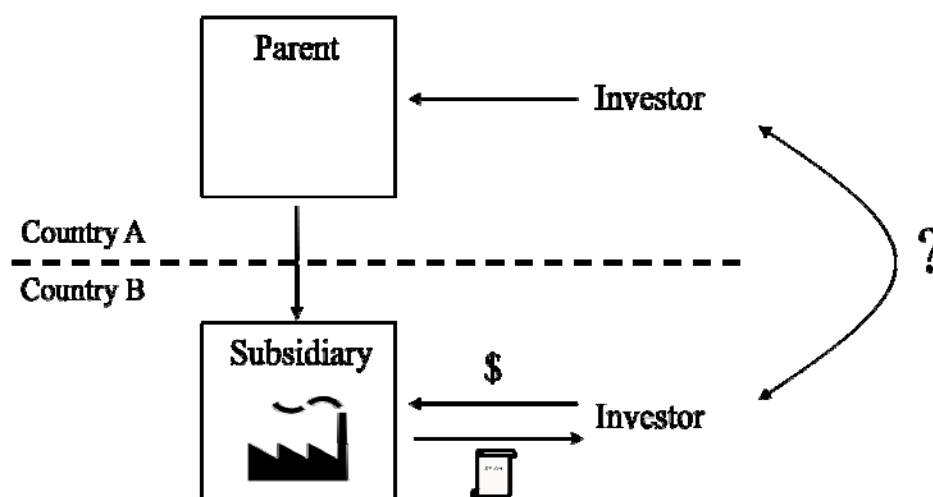 Parent
Investor
Country A
?
Country B
Subsidiary
$
Investor